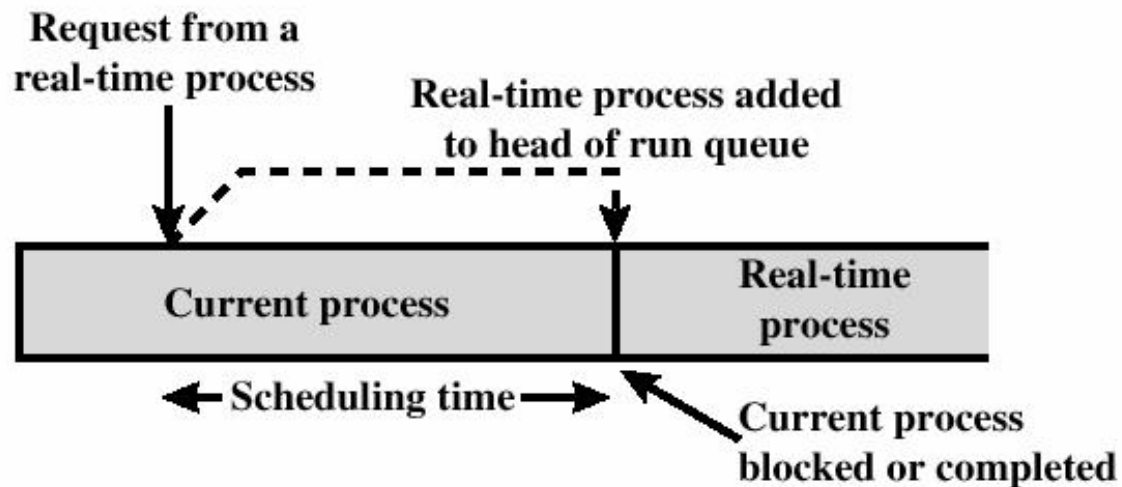 Request from a
real-time process
Real-time process added
to head of run queue
Current process
Real-time
process
Scheduling time
Current process
blocked or completed